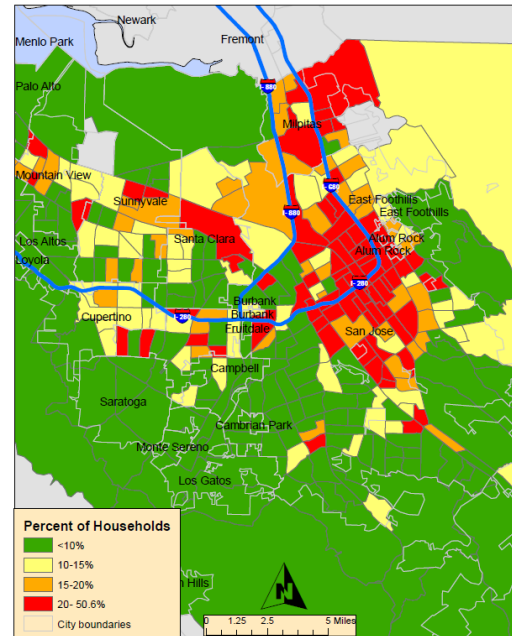 Newark
Menlo Park
Fremont
I- 880
Palo Alto
Milpitas
Mountain View
I- 680
Sunnyvale
East Foothills
East Foothills
I- 880
Los Altos
Santa Clara
Alum Rock
Alum Rock
Loyola
I- 280
Burbank
Burbank
Cupertino
I- 280
Fruitdale
San Jose
Campbell
Saratoga
Cambrian Park
Monte Sereno
Los Gatos
Percent of Households
<10%
10-15%
15-20%
20- 50.6%
City boundaries
Hills
N
0 1.25 2.5 5 Miles